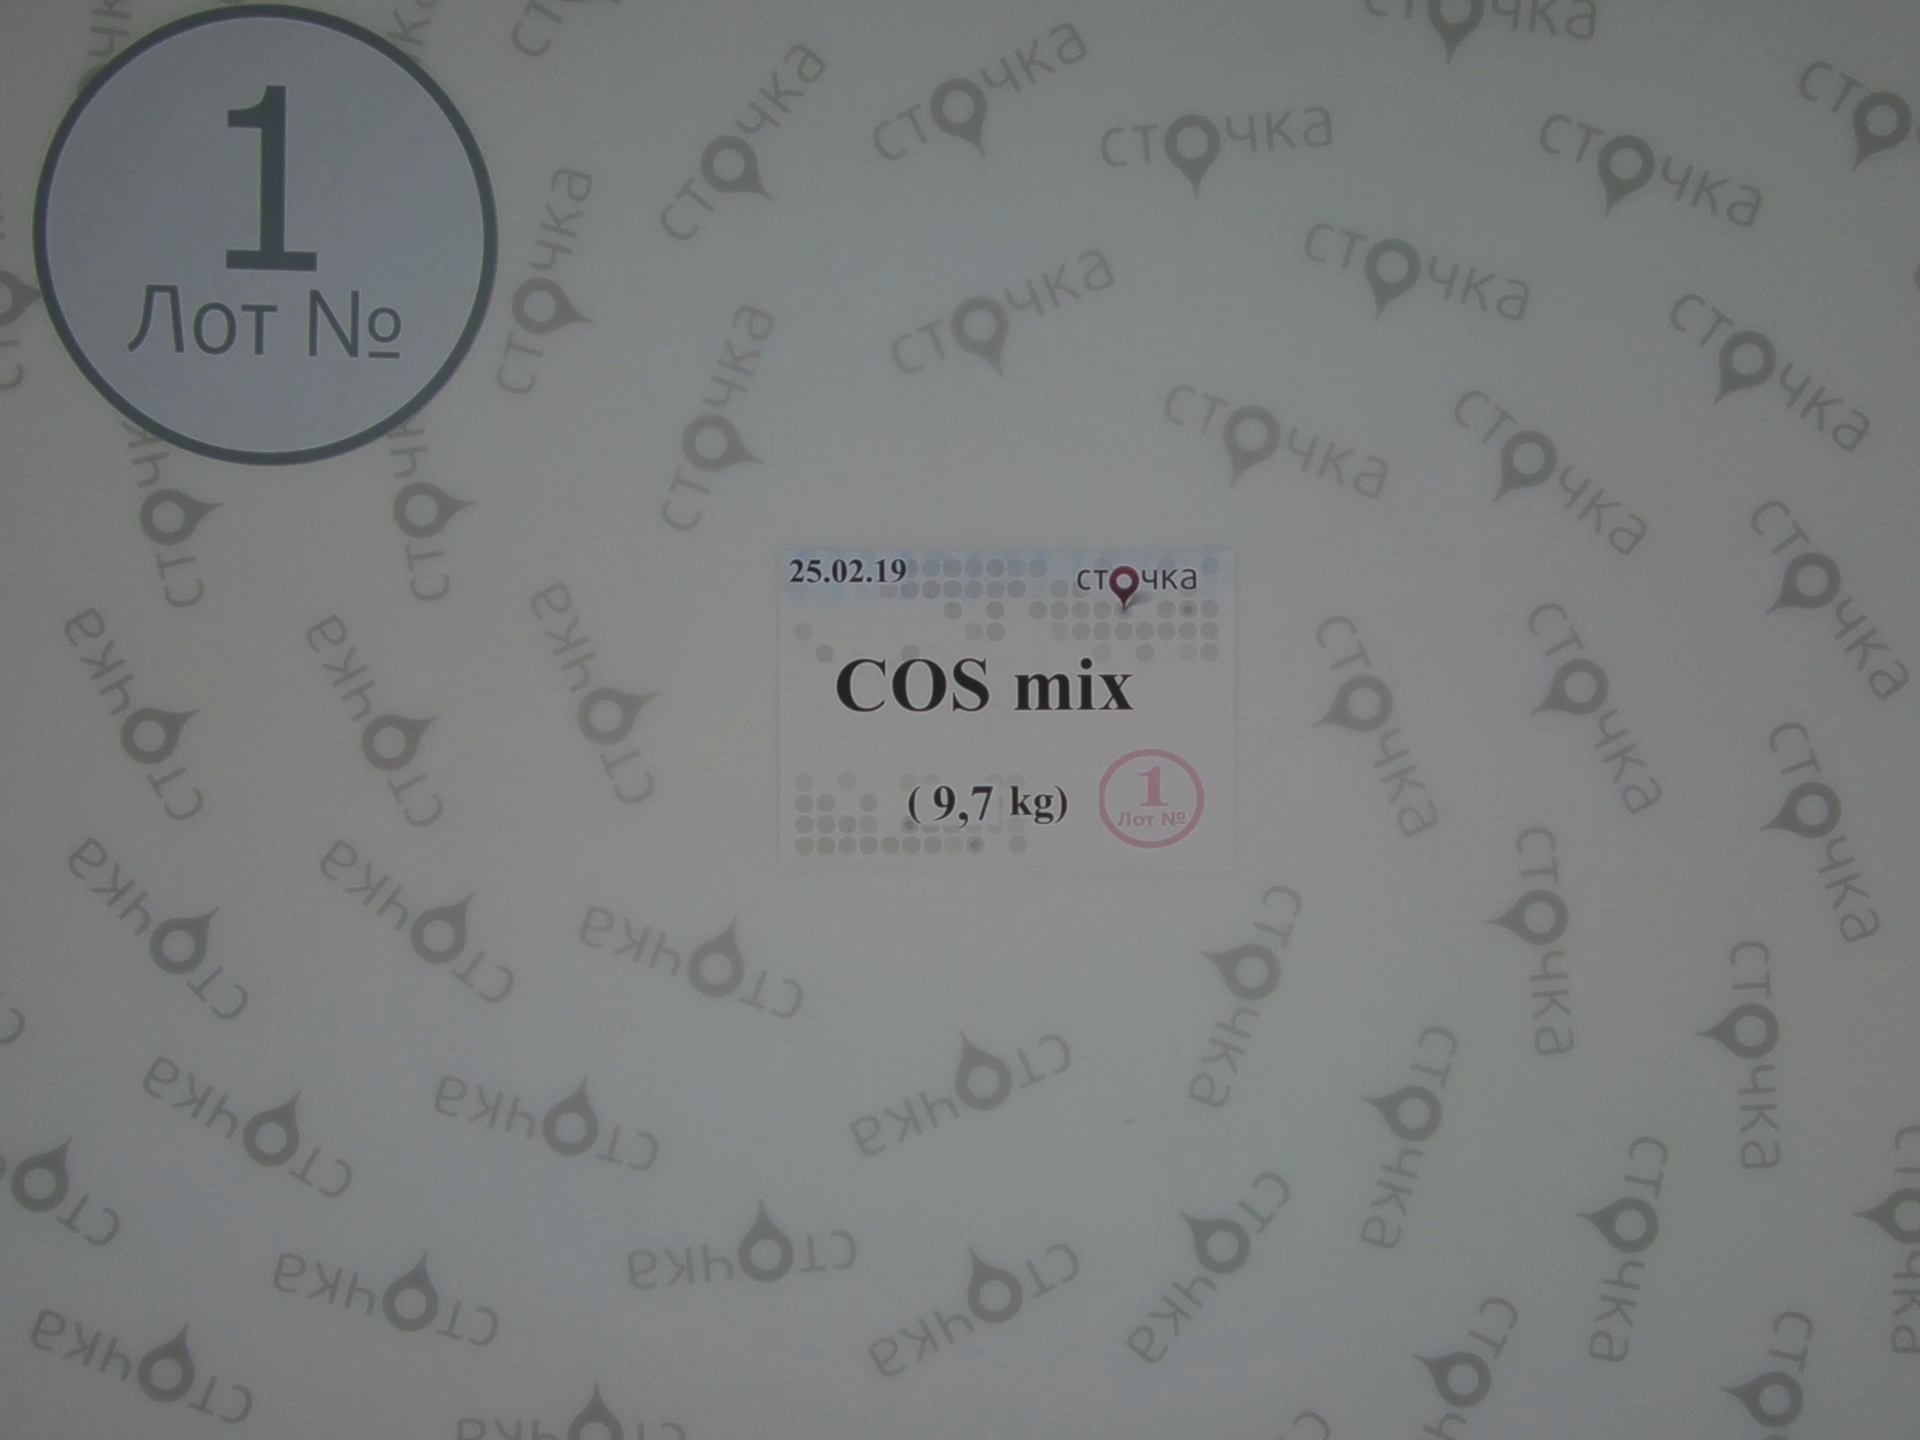 1
Лот №
25.02.19
сточка
COS mix
( 9,7 kg)
1
Лот №